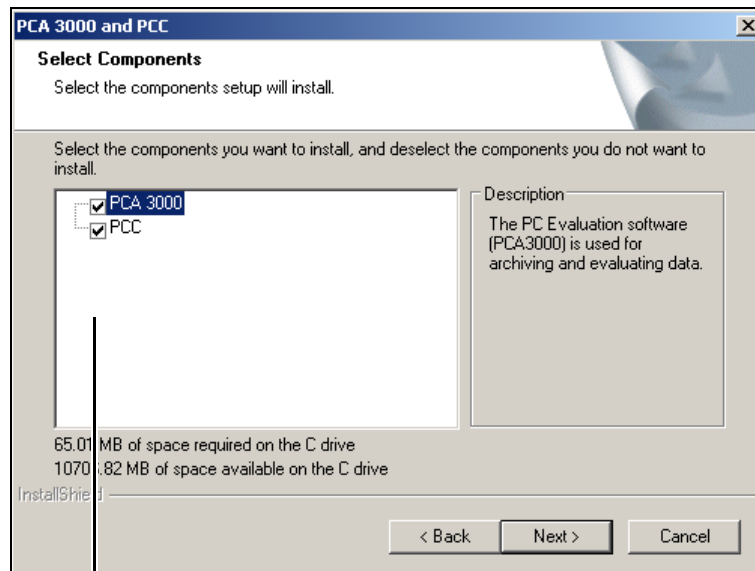 PCA 3000 and PCC
Select Components
Select the components setup will install.
Select the components you want to install, and deselect the components you do not want to
install.
PCA 3000
PCC
Description
The PC Evaluation software
(PCA3000) is used for
archiving and evaluating data.
65.01 MB of space required on the C drive
MB of space available on the C drive
InstallShield
< Back
Next >
Cancel